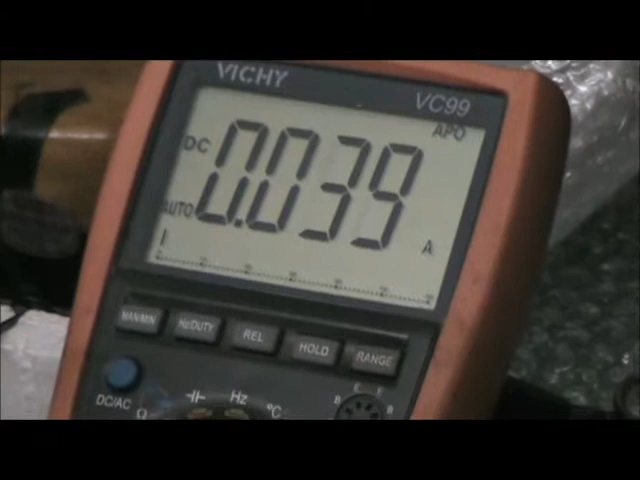 VICHY
VC99
APO
DC
0.039
AUTO
A
MAX/MIN
Hz/DUTY
REL
HOLD
RANGE
DC/AC
Ω
Hz
°C
E
F
B
B